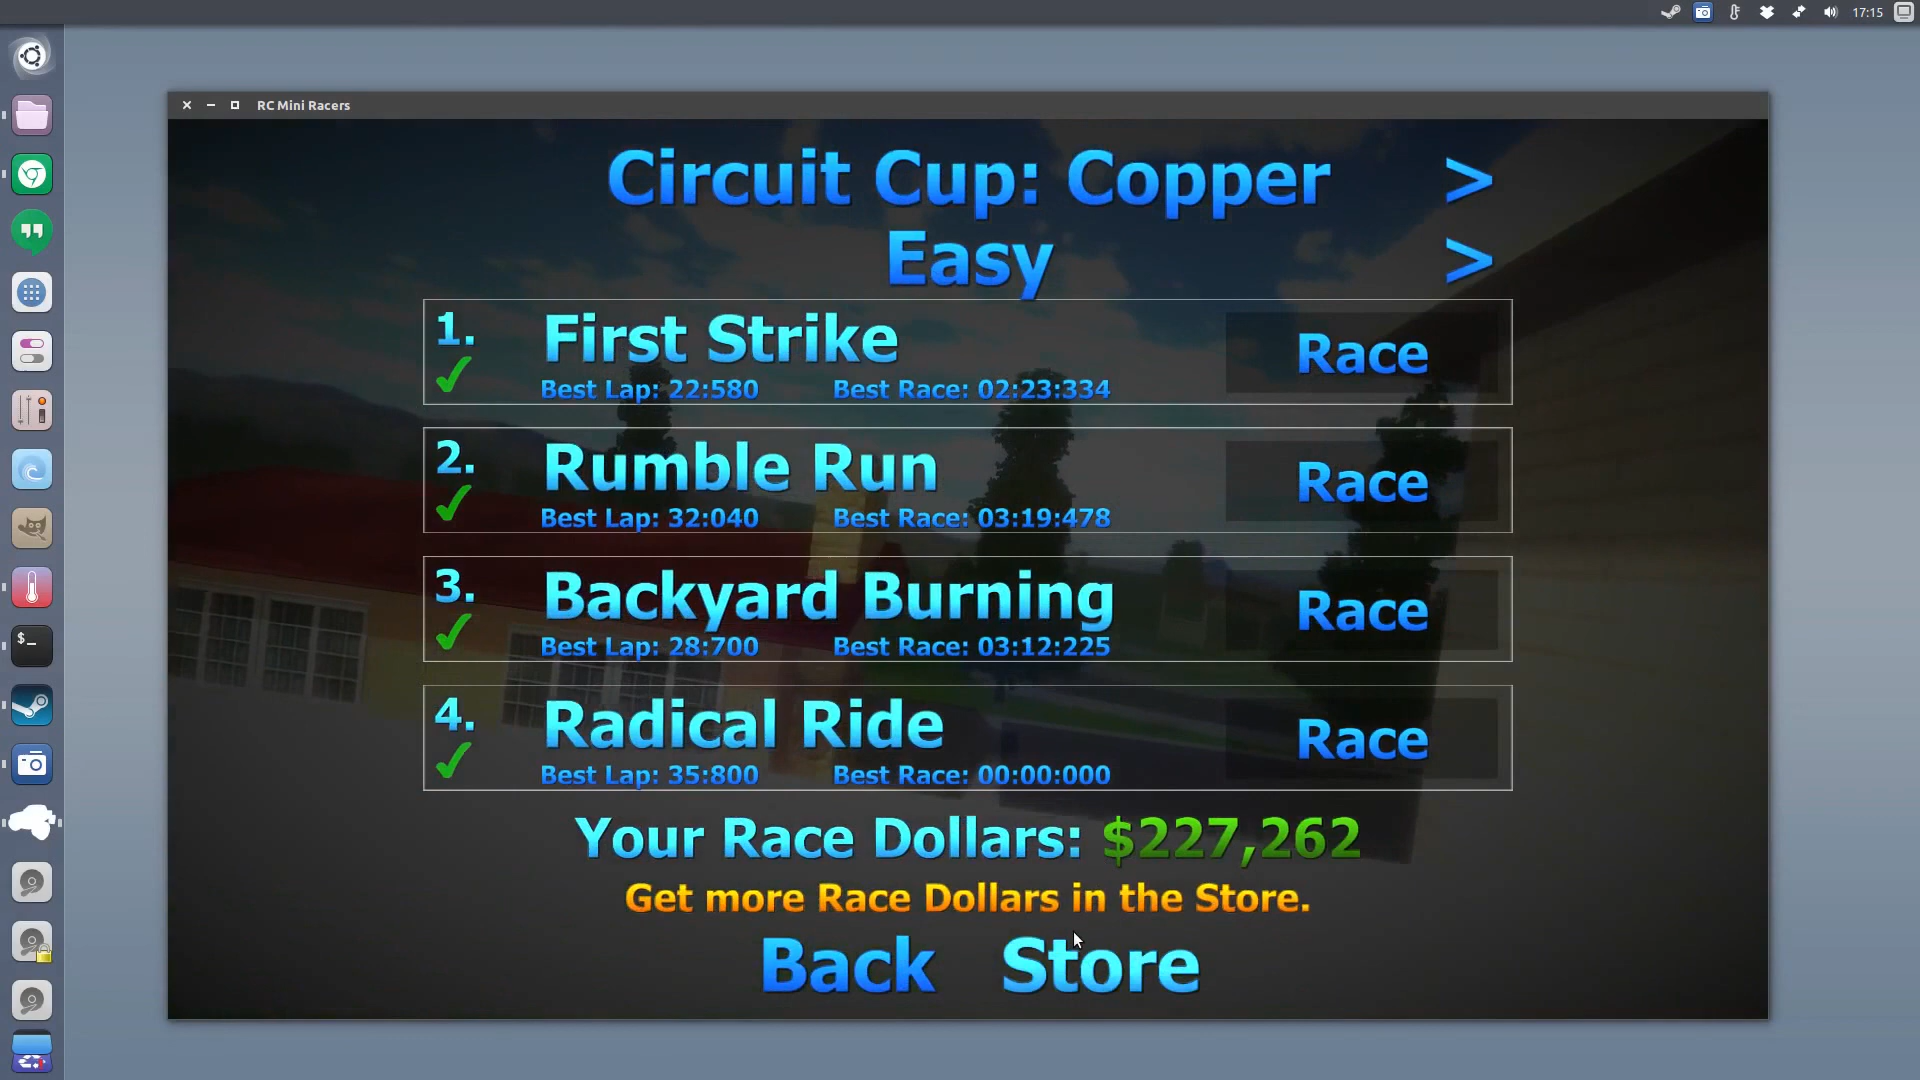 17:15
RC Mini Racers
Circuit Cup: Copper >
Easy >
1. First Strike Race
Best Lap: 22:580 Best Race: 02:23:334
2. Rumble Run Race
Best Lap: 32:040 Best Race: 03:19:478
3. Backyard Burning Race
Best Lap: 28:700 Best Race: 03:12:225
4. Radical Ride Race
Best Lap: 35:800 Best Race: 00:00:000
Your Race Dollars: $227,262
Get more Race Dollars in the Store.
Back Store
$_